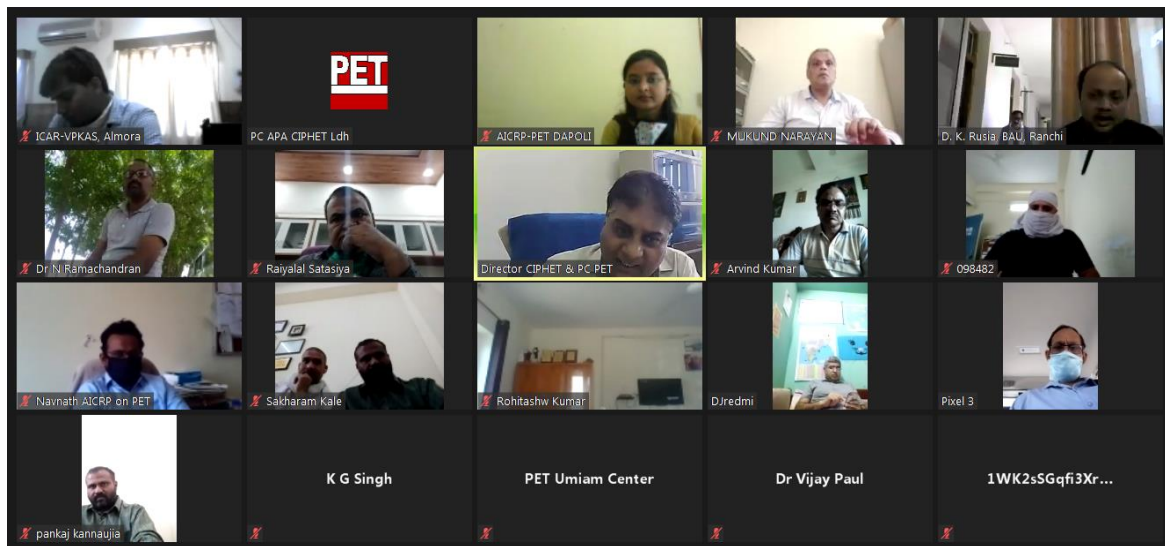 ICAR-VPKAS, Almora
PET
PC APA CIPHET Ldh
AICRP-PET DAPOLI
MUKUND NARAYAN
D. K. Rusia, BAU, Ranchi
Dr N Ramachandran
Raiyalal Satasiya
Director CIPHET & PC PET
Arvind Kumar
098482
Navnath AICRP on PET
Sakharam Kale
Rohitashw Kumar
DJredmi
Pixel 3
pankaj kannaujia
K G Singh
PET Umiam Center
Dr Vijay Paul
1WK2sSGqfi3Xr...